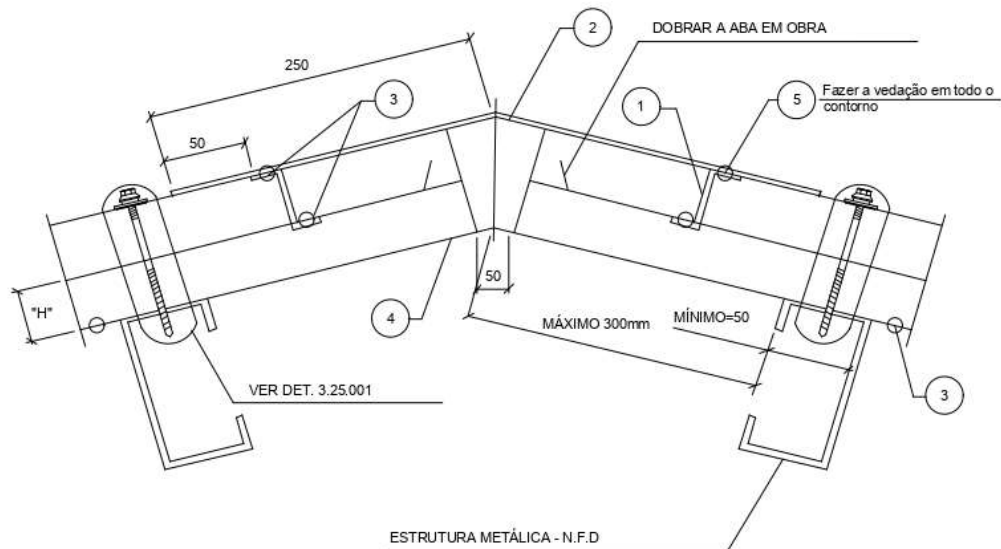 2
DOBRAR A ABA EM OBRA
250
3
1
5
Fazer a vedação em todo o
contorno
50
"H"
50
4
MÁXIMO 300mm
MÍNIMO=50
VER DET. 3.25.001
3
ESTRUTURA METÁLICA - N.F.D